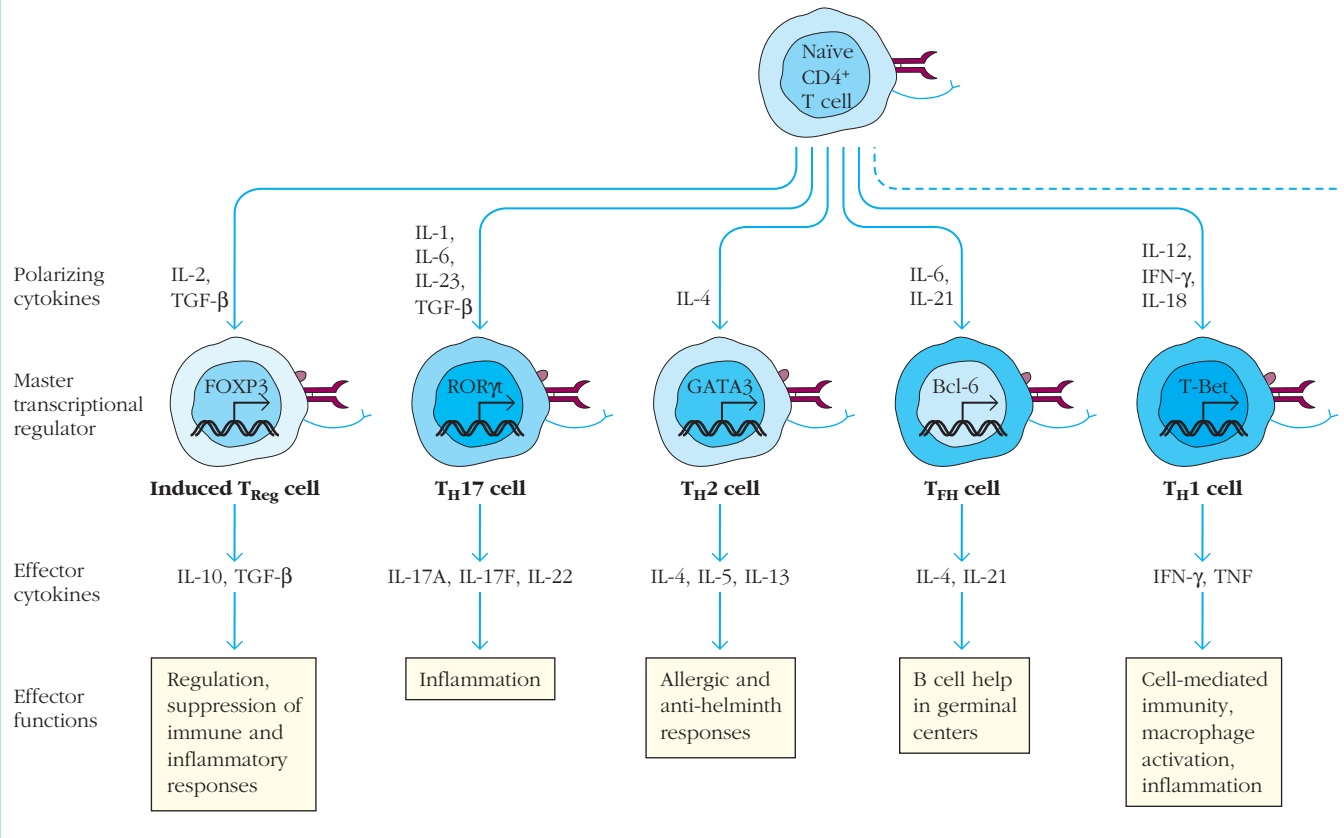 Naïve
CD4+
T cell
Polarizing
cytokines
IL-2,
TGF-β
IL-1,
IL-6,
IL-23,
TGF-β
IL-4
IL-6,
IL-21
IL-12,
IFN-γ,
IL-18
Master
transcriptional
regulator
FOXP3
RORγt
GATA3
Bcl-6
T-Bet
Induced TReg cell
TH17 cell
TH2 cell
TFH cell
TH1 cell
Effector
cytokines
IL-10, TGF-β
IL-17A, IL-17F, IL-22
IL-4, IL-5, IL-13
IL-4, IL-21
IFN-γ, TNF
Effector
functions
Regulation,
suppression of
immune and
inflammatory
responses
Inflammation
Allergic and
anti-helminth
responses
B cell help
in germinal
centers
Cell-mediated
immunity,
macrophage
activation,
inflammation